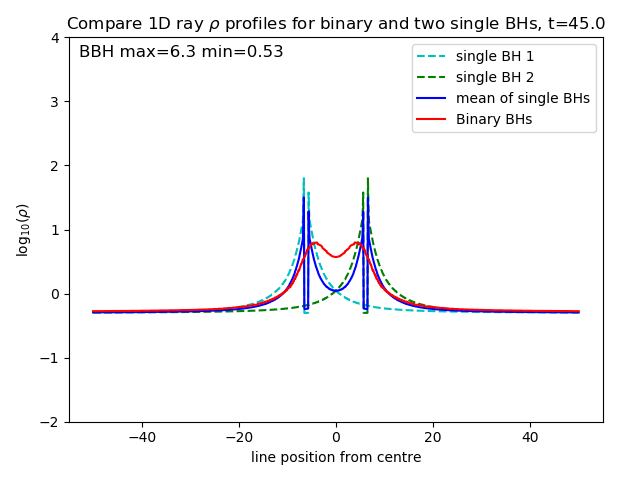 Compare 1D ray ρ profiles for binary and two single BHs, t=45.0
BBH max=6.3 min=0.53
single BH 1
single BH 2
mean of single BHs
Binary BHs
4
3
2
1
0
−1
−2
log₁₀(ρ)
−40
−20
0
20
40
line position from centre